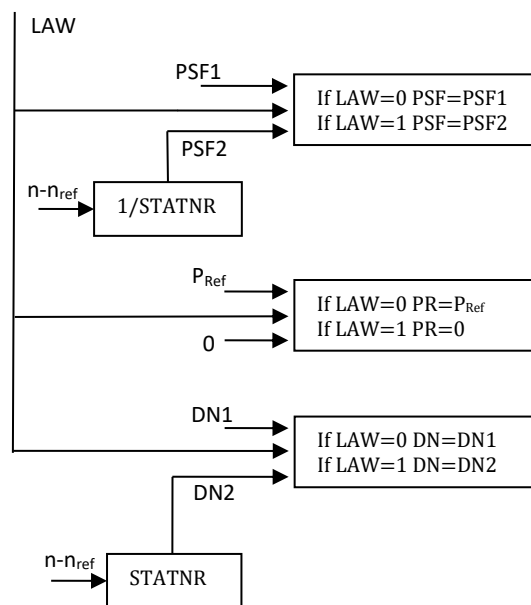 LAW
PSF1
If LAW=0 PSF=PSF1
If LAW=1 PSF=PSF2
PSF2
n-nref
1/STATNR
PRef
If LAW=0 PR=PRef
If LAW=1 PR=0
0
DN1
If LAW=0 DN=DN1
If LAW=1 DN=DN2
DN2
n-nref
STATNR